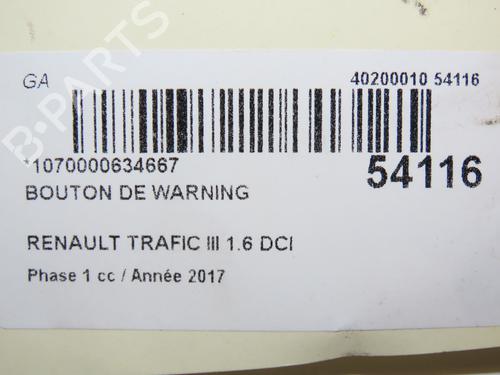 GA
40200010 54116
*1070000634667
54116
BOUTON DE WARNING
RENAULT TRAFIC III 1.6 DCI
Phase 1 cc / Année 2017
B-PARTS